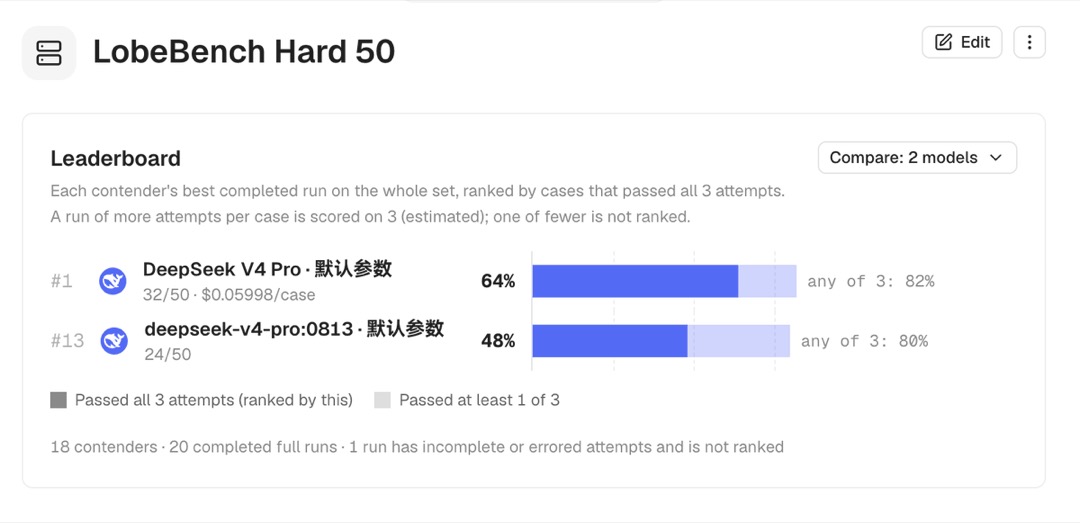 LobeBench Hard 50
Edit
Leaderboard
Compare: 2 models
Each contender's best completed run on the whole set, ranked by cases that passed all 3 attempts.
A run of more attempts per case is scored on 3 (estimated); one of fewer is not ranked.
#1
DeepSeek V4 Pro · 默认参数
32/50 · $0.05998/case
64%
any of 3: 82%
#13
deepseek-v4-pro:0813 · 默认参数
24/50
48%
any of 3: 80%
Passed all 3 attempts (ranked by this)
Passed at least 1 of 3
18 contenders · 20 completed full runs · 1 run has incomplete or errored attempts and is not ranked